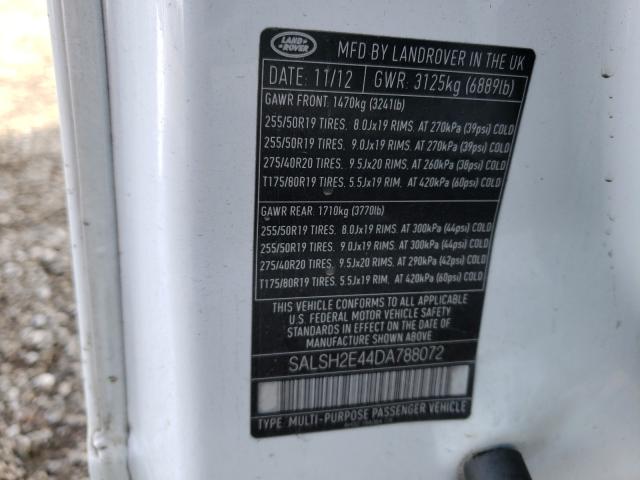 LAND
ROVER
MFD BY LANDROVER IN THE UK
DATE: 11/12 GWR: 3125kg (6889lb)
GAWR FRONT: 1470kg (3241lb)
255/50R19 TIRES. 8.0Jx19 RIMS. AT 270kPa (39psi) COLD
255/50R19 TIRES. 9.0Jx19 RIMS. AT 270kPa (39psi) COLD
275/40R20 TIRES. 9.5Jx20 RIMS. AT 260kPa (38psi) COLD
T175/80R19 TIRES. 5.5Jx19 RIM. AT 420kPa (60psi) COLD
GAWR REAR: 1710kg (3770lb)
255/50R19 TIRES. 8.0Jx19 RIMS. AT 300kPa (44psi) COLD
255/50R19 TIRES. 9.0Jx19 RIMS. AT 300kPa (44psi) COLD
275/40R20 TIRES. 9.5Jx20 RIMS. AT 290kPa (42psi) COLD
T175/80R19 TIRES. 5.5Jx19 RIM. AT 420kPa (60psi) COLD
THIS VEHICLE CONFORMS TO ALL APPLICABLE
U.S. FEDERAL MOTOR VEHICLE SAFETY
STANDARDS IN EFFECT ON THE DATE OF
MANUFACTURE SHOWN ABOVE.
SALSH2E44DA788072
TYPE: MULTI-PURPOSE PASSENGER VEHICLE